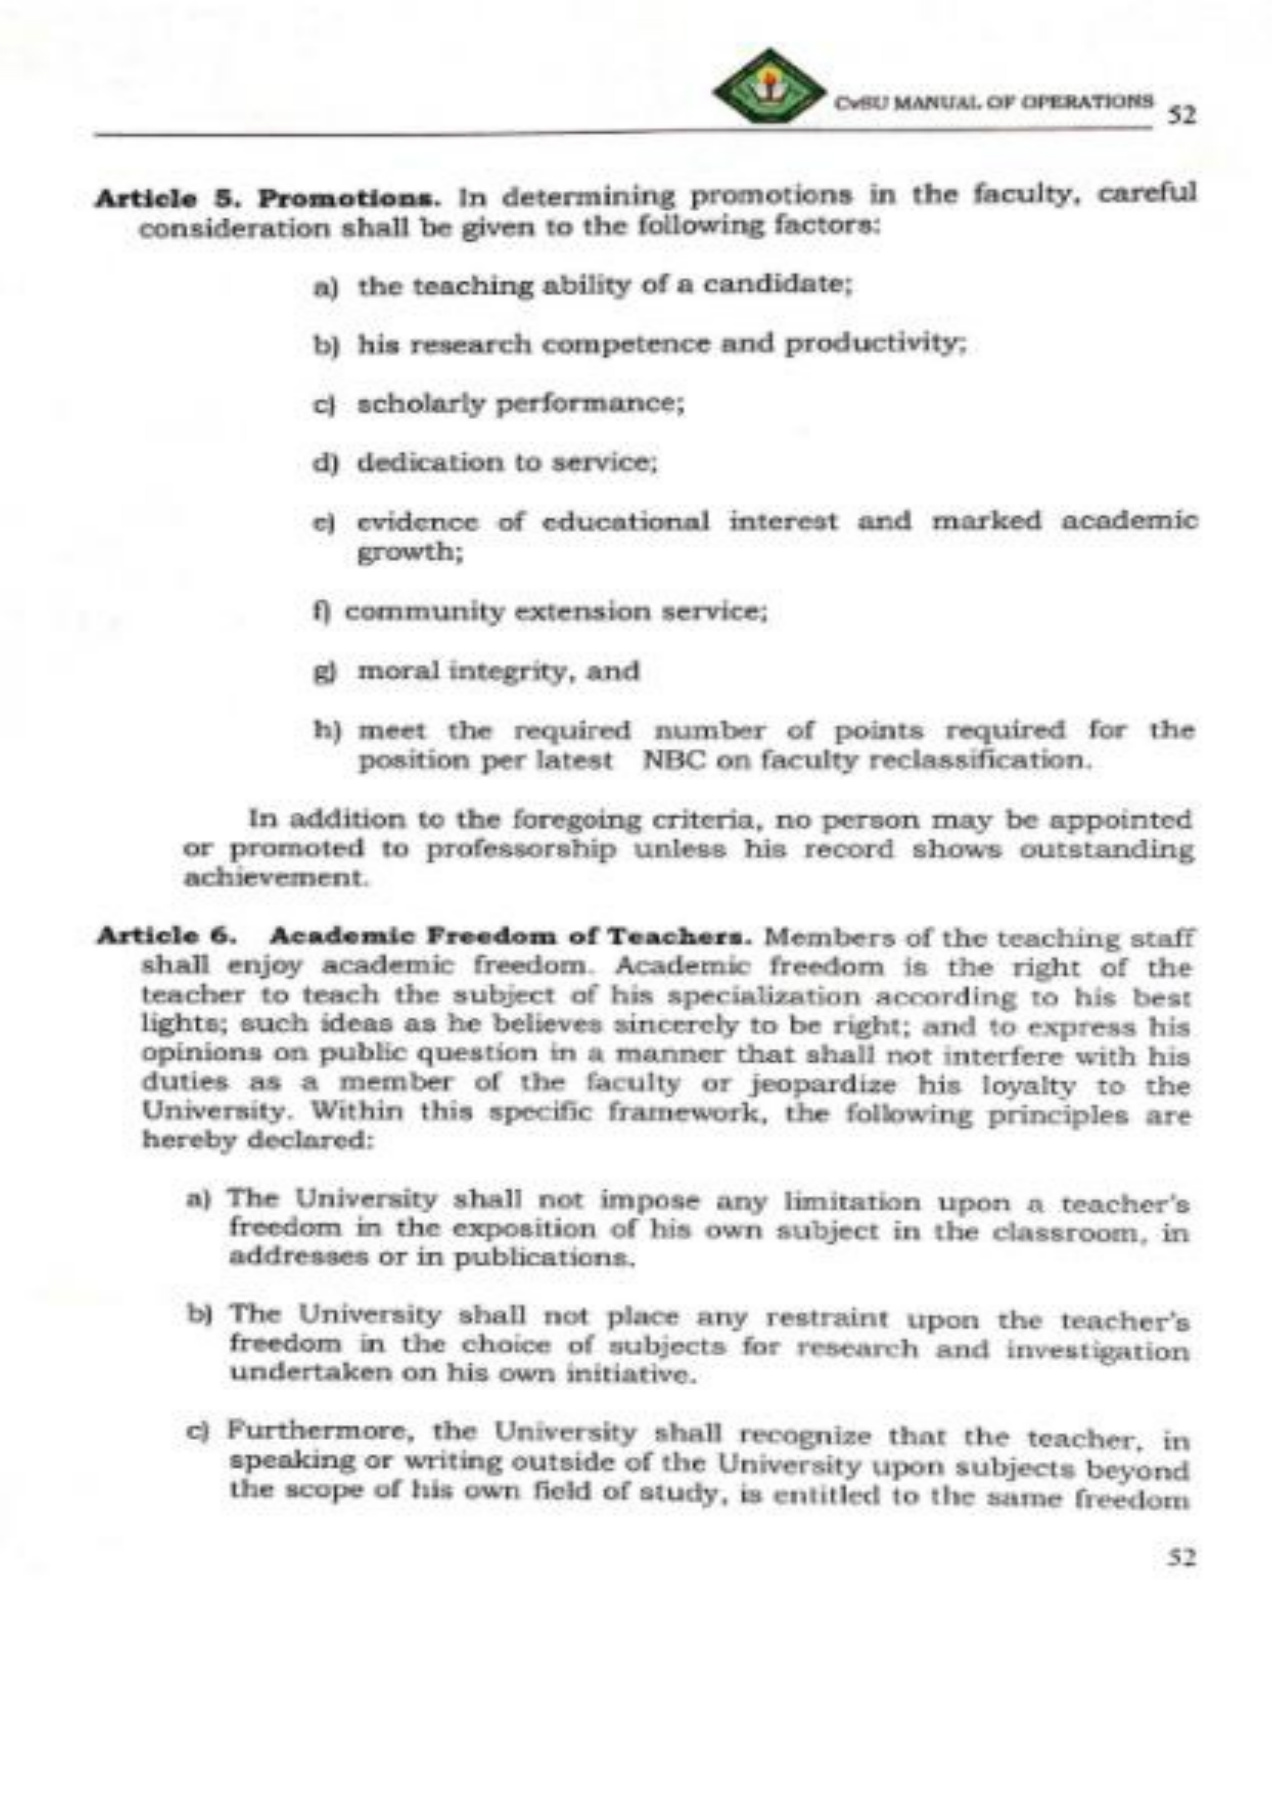 CvSU MANUAL OF OPERATIONS 52
Article 5. Promotions. In determining promotions in the faculty, careful
consideration shall be given to the following factors:
a) the teaching ability of a candidate;
b) his research competence and productivity;
c) scholarly performance;
d) dedication to service;
e) evidence of educational interest and marked academic
growth;
f) community extension service;
g) moral integrity, and
h) meet the required number of points required for the
position per latest NBC on faculty reclassification.
In addition to the foregoing criteria, no person may be appointed
or promoted to professorship unless his record shows outstanding
achievement.
Article 6. Academic Freedom of Teachers. Members of the teaching staff
shall enjoy academic freedom. Academic freedom is the right of the
teacher to teach the subject of his specialization according to his best
lights; such ideas as he believes sincerely to be right; and to express his
opinions on public question in a manner that shall not interfere with his
duties as a member of the faculty or jeopardize his loyalty to the
University. Within this specific framework, the following principles are
hereby declared:
a) The University shall not impose any limitation upon a teacher's
freedom in the exposition of his own subject in the classroom, in
addresses or in publications.
b) The University shall not place any restraint upon the teacher's
freedom in the choice of subjects for research and investigation
undertaken on his own initiative.
c) Furthermore, the University shall recognize that the teacher, in
speaking or writing outside of the University upon subjects beyond
the scope of his own field of study, is entitled to the same freedom
52